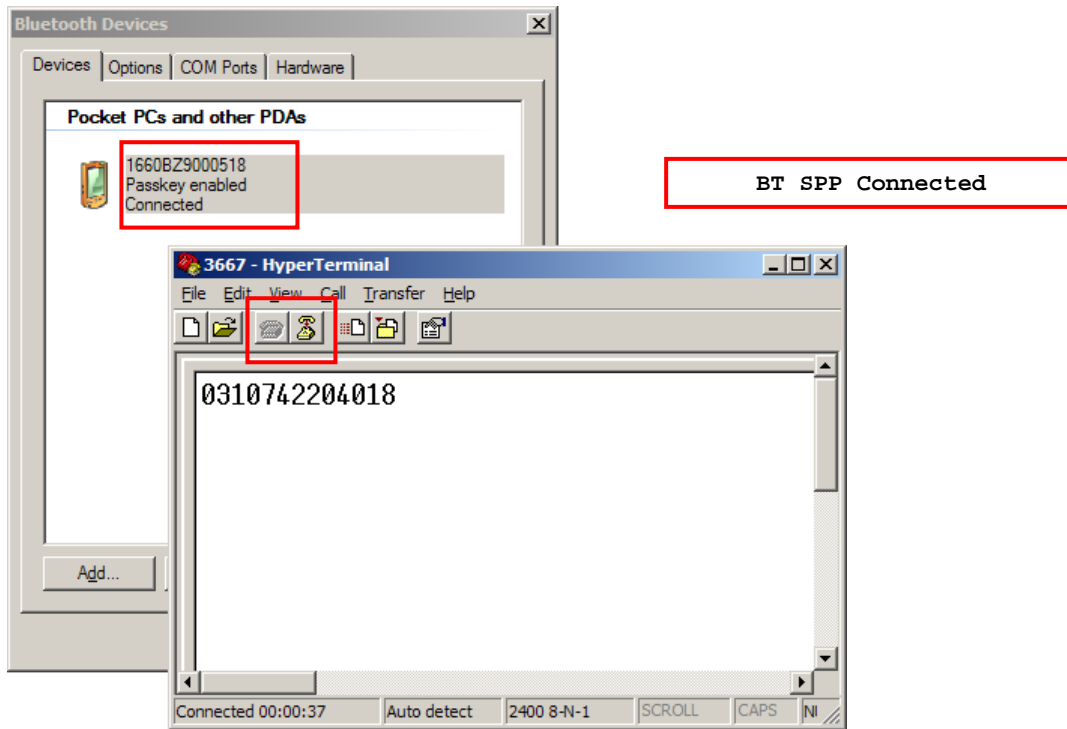 Bluetooth Devices
Devices Options COM Ports Hardware
Pocket PCs and other PDAs
1660BZ9000518
Passkey enabled
Connected
BT SPP Connected
3667 - HyperTerminal
File Edit View Call Transfer Help
0310742204018
Add...
Connected 00:00:37 Auto detect 2400 8-N-1 SCROLL CAPS